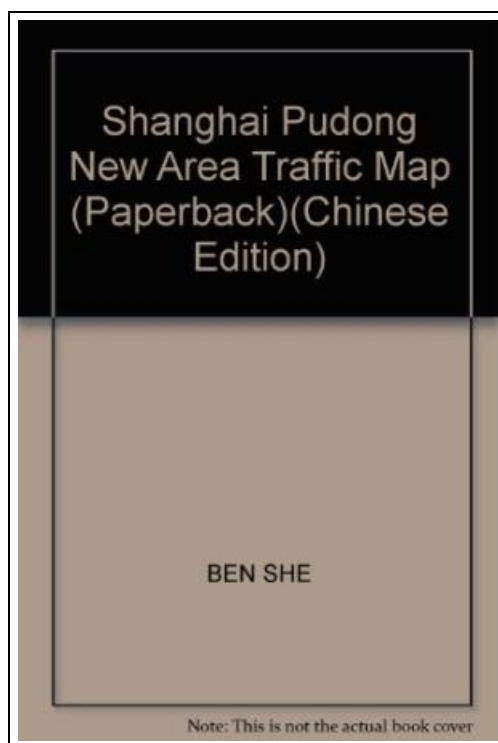 Shanghai Pudong
New Area Traffic Map
(Paperback)(Chinese
Edition)
BEN SHE
Note: This is not the actual book cover